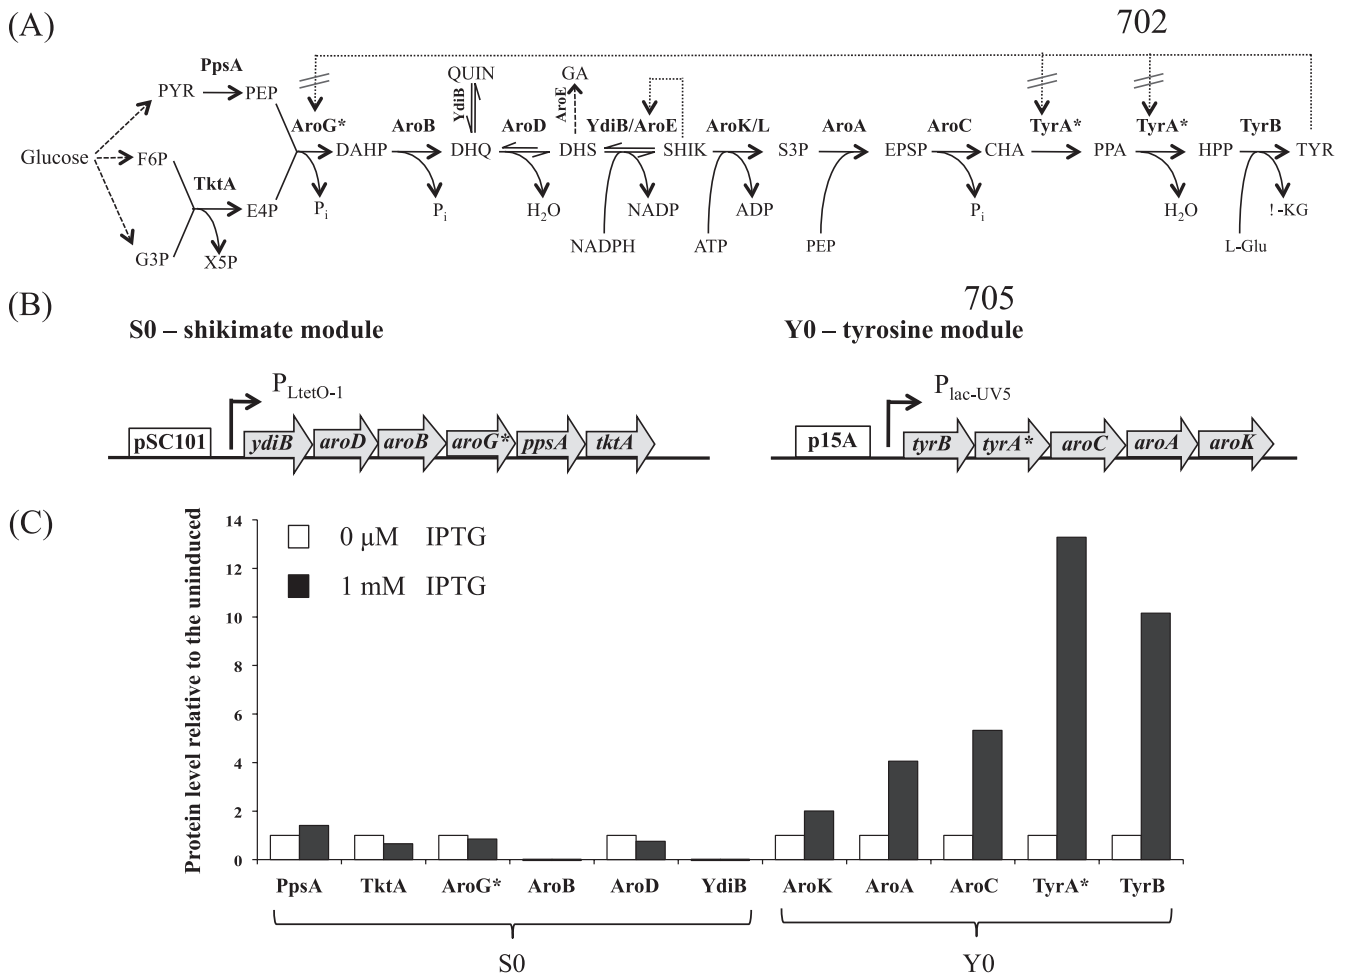 (A)
702
PpsA
QUIN
GA
PYR
PEP
YdiB
AroE
AroG*
AroB
AroD
YdiB/AroE
AroK/L
AroA
AroC
TyrA*
TyrA*
TyrB
Glucose
F6P
DAHP
DHQ
DHS
SHIK
S3P
EPSP
CHA
PPA
HPP
TYR
TktA
E4P
Pi
Pi
H2O
NADP
ADP
Pi
H2O
!-KG
G3P
X5P
NADPH
ATP
PEP
L-Glu
(B)
705
S0 – shikimate module
Y0 – tyrosine module
PLtetO-1
Plac-UV5
pSC101 ydiB aroD aroB aroG* ppsA tktA
p15A tyrB tyrA* aroC aroA aroK
(C)
Protein level relative to the uninduced
14
12
10
8
6
4
2
0
0 μM IPTG
1 mM IPTG
PpsA TktA AroG* AroB AroD YdiB AroK AroA AroC TyrA* TyrB
S0
Y0